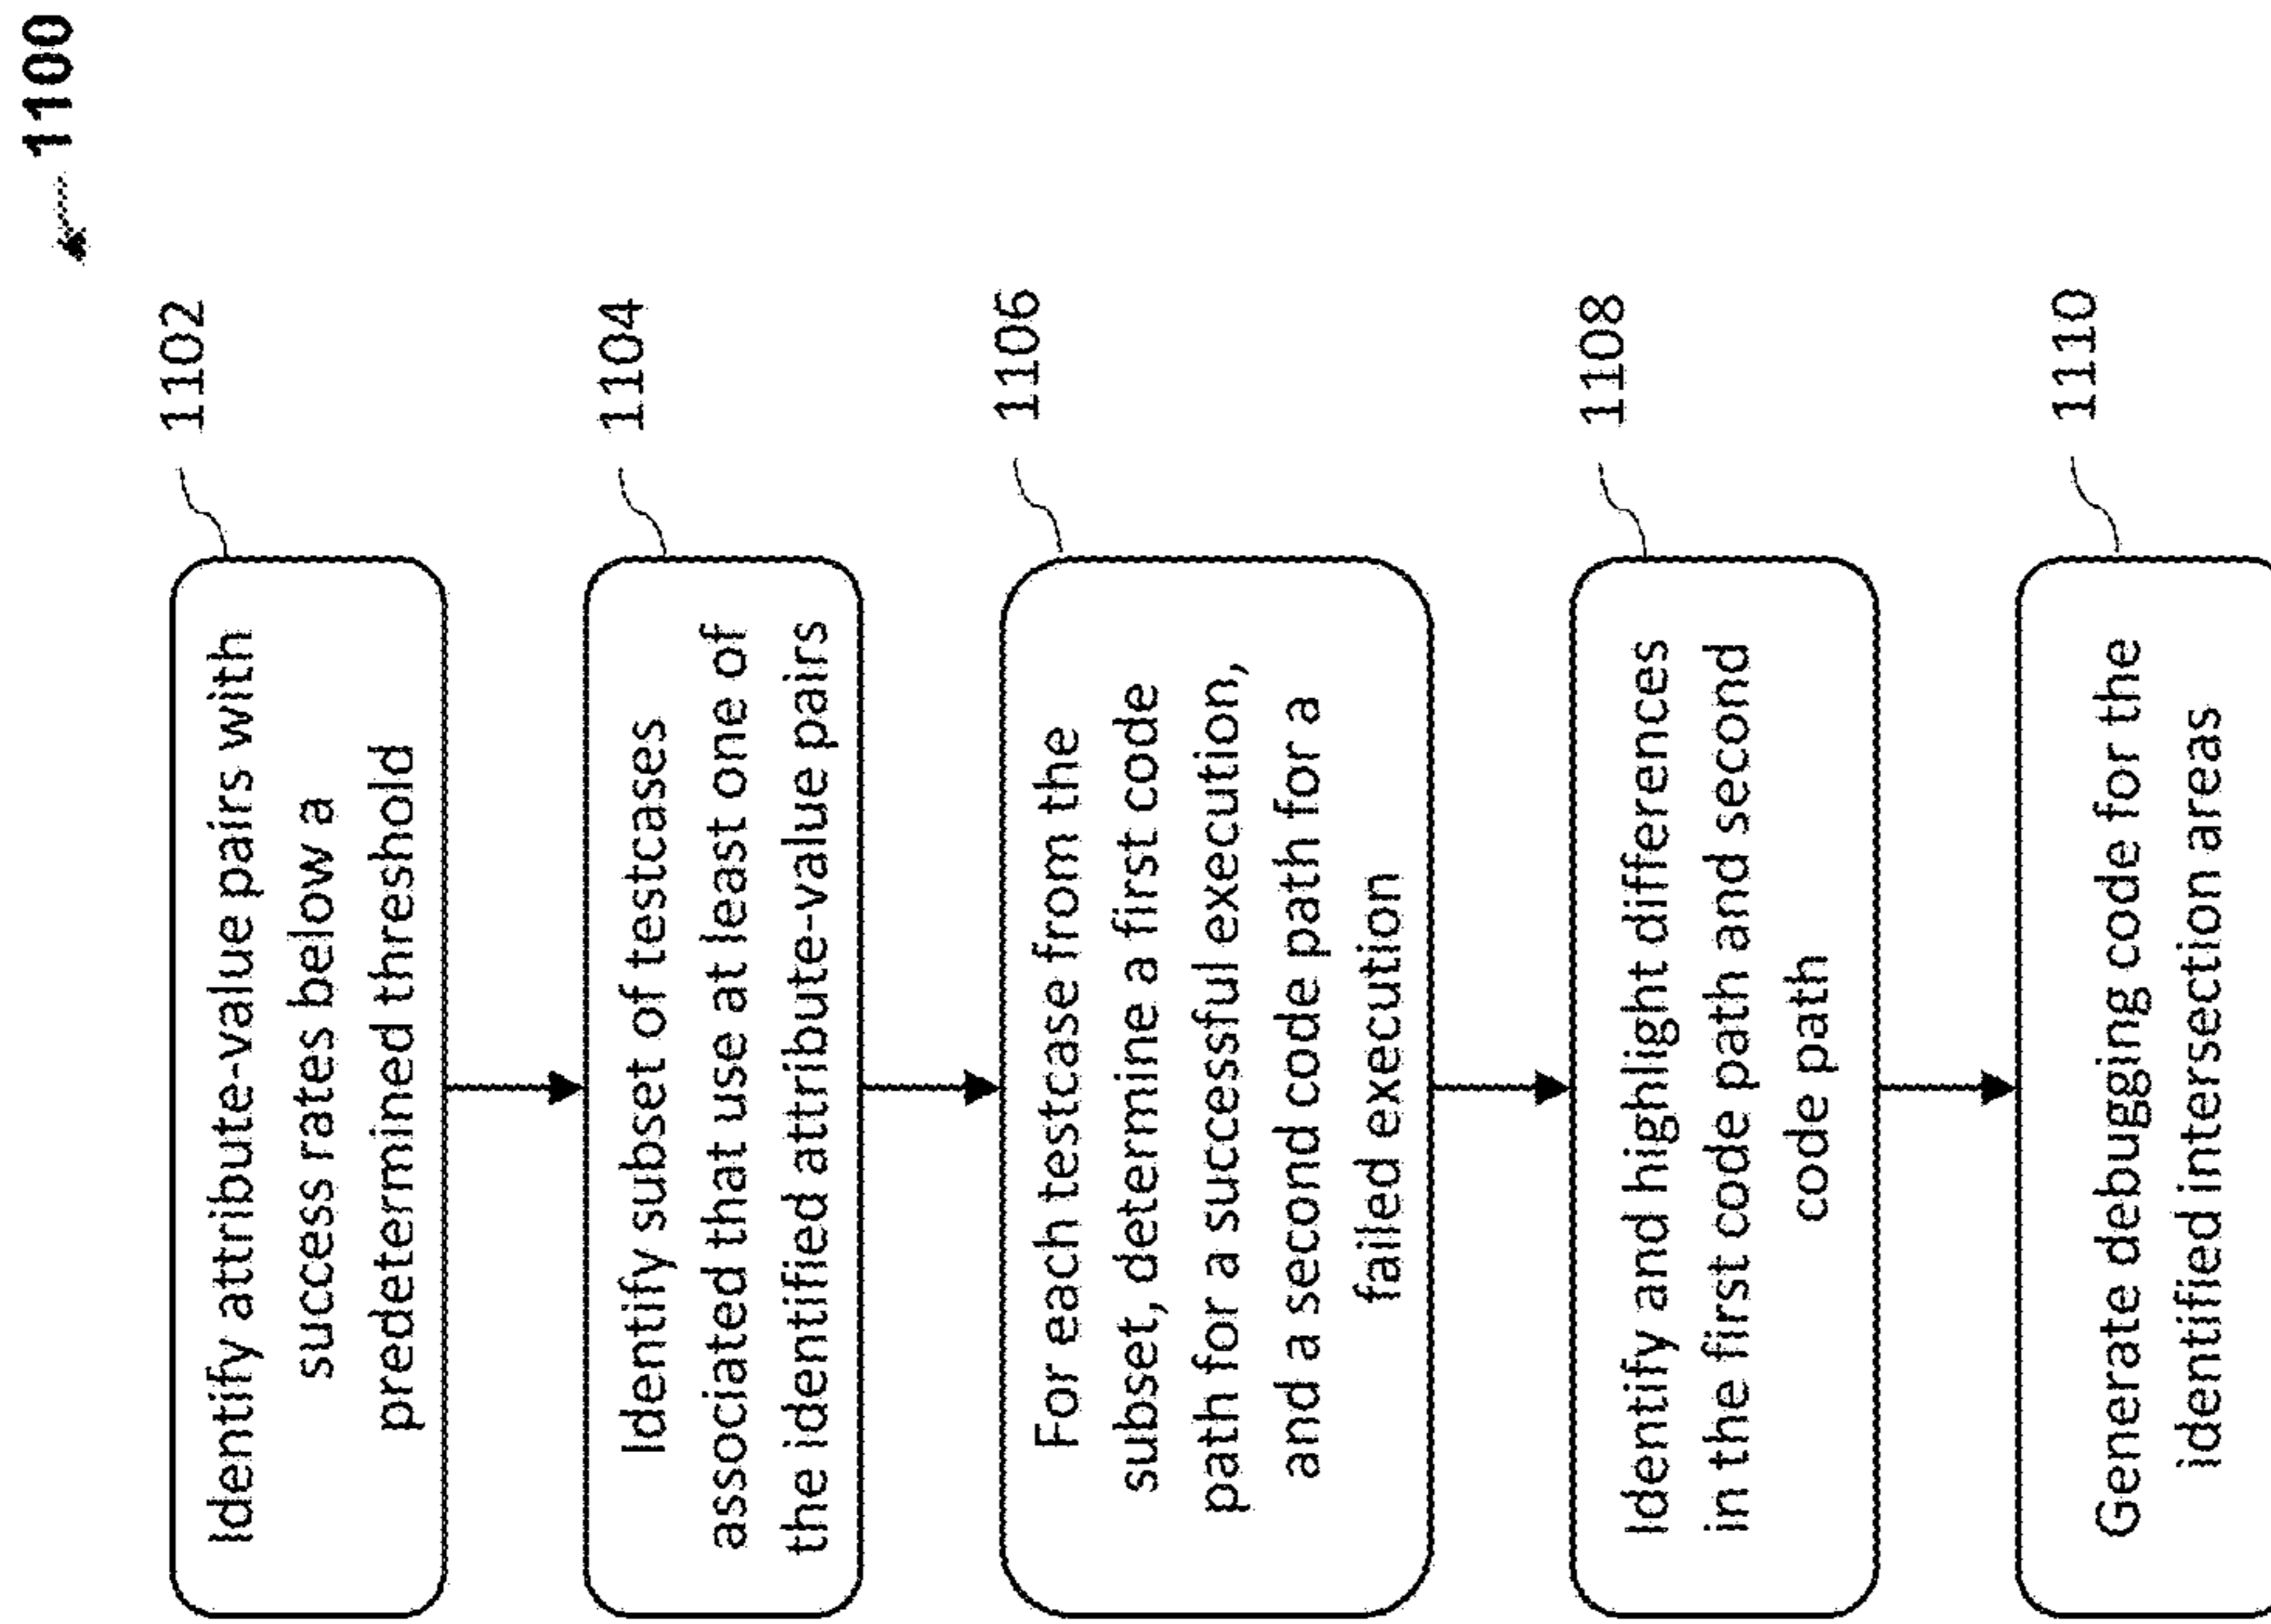 1100
Identify attribute-value pairs with
success rates below a
predetermined threshold
1102
Identify subset of testcases
associated that use at least one of
the identified attribute-value pairs
1104
For each testcase from the
subset, determine a first code
path for a successful execution,
and a second code path for a
failed execution
1106
Identify and highlight differences
in the first code path and second
code path
1108
Generate debugging code for the
identified intersection areas
1110